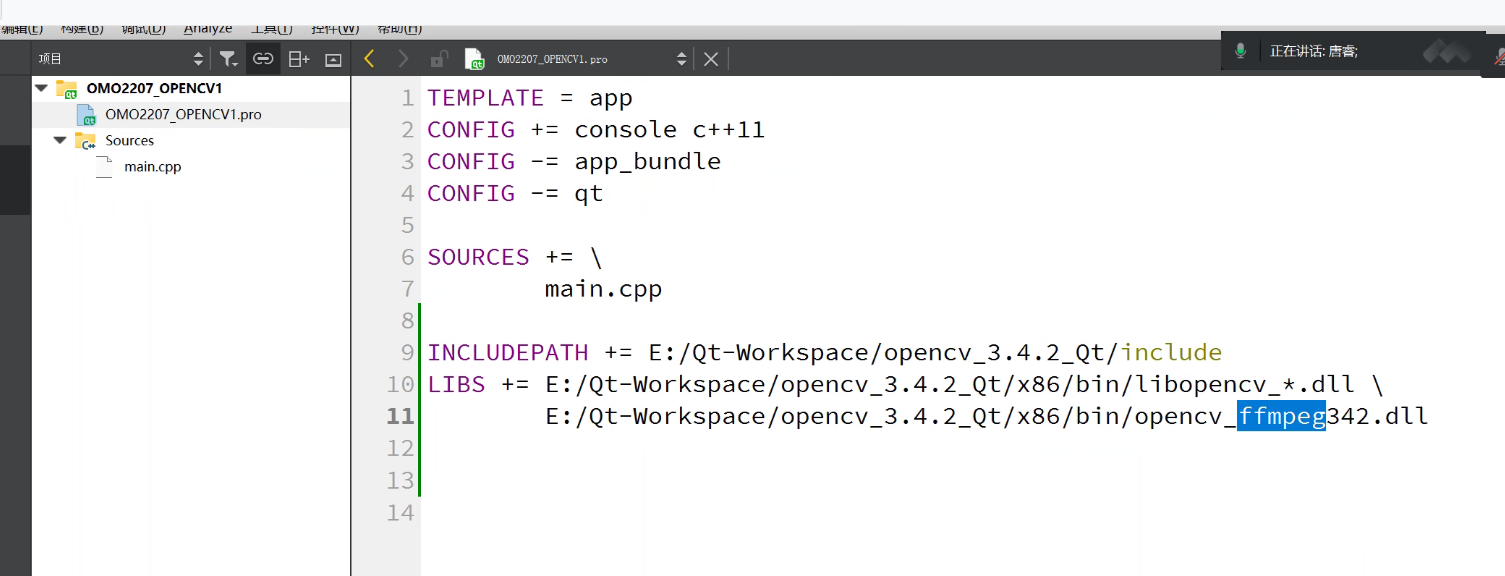 编辑(E) 构建(B) 调试(D) Analyze 工具(T) 控件(W) 帮助(H)
项目
OMO2207_OPENCV1.pro
正在讲话: 唐睿;
OMO2207_OPENCV1
OMO2207_OPENCV1.pro
Sources
main.cpp
1 TEMPLATE = app
2 CONFIG += console c++11
3 CONFIG -= app_bundle
4 CONFIG -= qt
5
6 SOURCES += \
7 main.cpp
8
9 INCLUDEPATH += E:/Qt-Workspace/opencv_3.4.2_Qt/include
10 LIBS += E:/Qt-Workspace/opencv_3.4.2_Qt/x86/bin/libopencv_*.dll \
11 E:/Qt-Workspace/opencv_3.4.2_Qt/x86/bin/opencv_ffmpeg342.dll
12
13
14